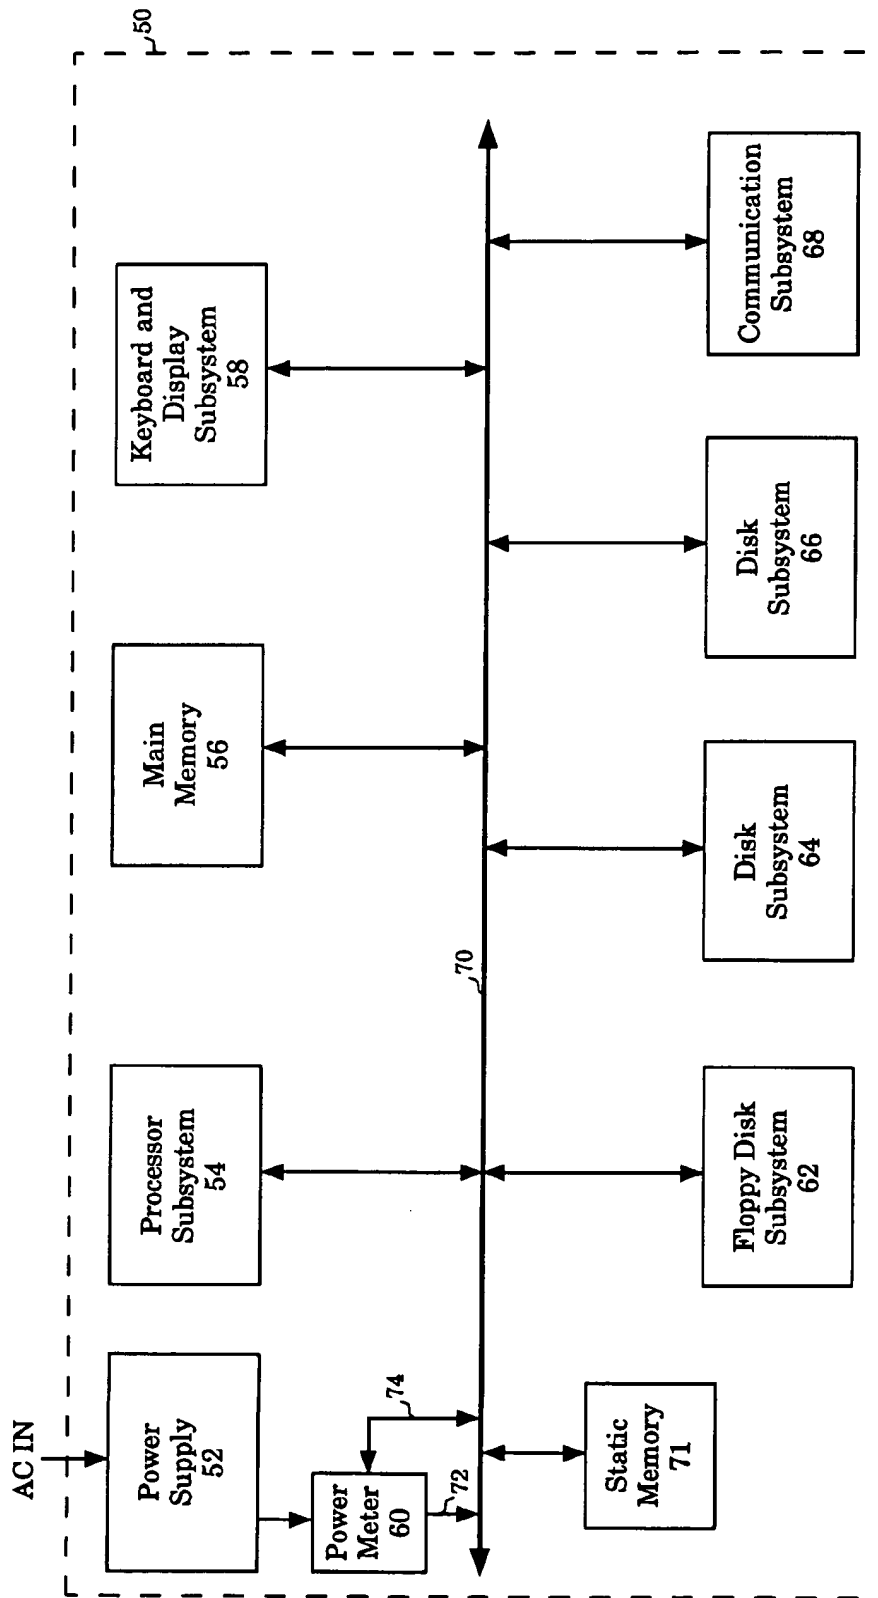 50
AC IN
Power
Supply
52
Processor
Subsystem
54
Main
Memory
56
Keyboard and
Display
Subsystem
58
Power
Meter
60
72
74
70
Static
Memory
71
Floppy Disk
Subsystem
62
Disk
Subsystem
64
Disk
Subsystem
66
Communication
Subsystem
68